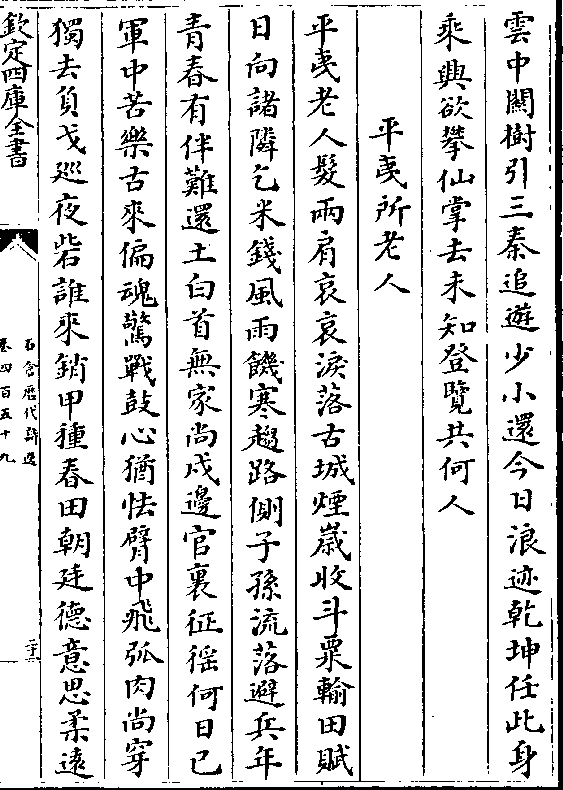 雲中闕樹引三秦追遊少小還今日浪迹乾坤任此身
乘興欲攀仙掌去未知登覽共何人
平夷所老人
平夷老人髮兩肩哀哀淚落古城煙嵗收斗粟輸田賦
日向諸隣乞米錢風雨饑寒趨路側子孫流落避兵年
青春有伴難還土白首無家尚戍邊官裏征徭何日已
軍中苦樂古來偏魂驚戰鼓心猶怯臂中飛弧肉尚穿
獨去負戈廵夜砦誰來銷甲種春田朝廷德意思柔遠
欽定四庫全書
石倉歷代詩選
卷四百五十九